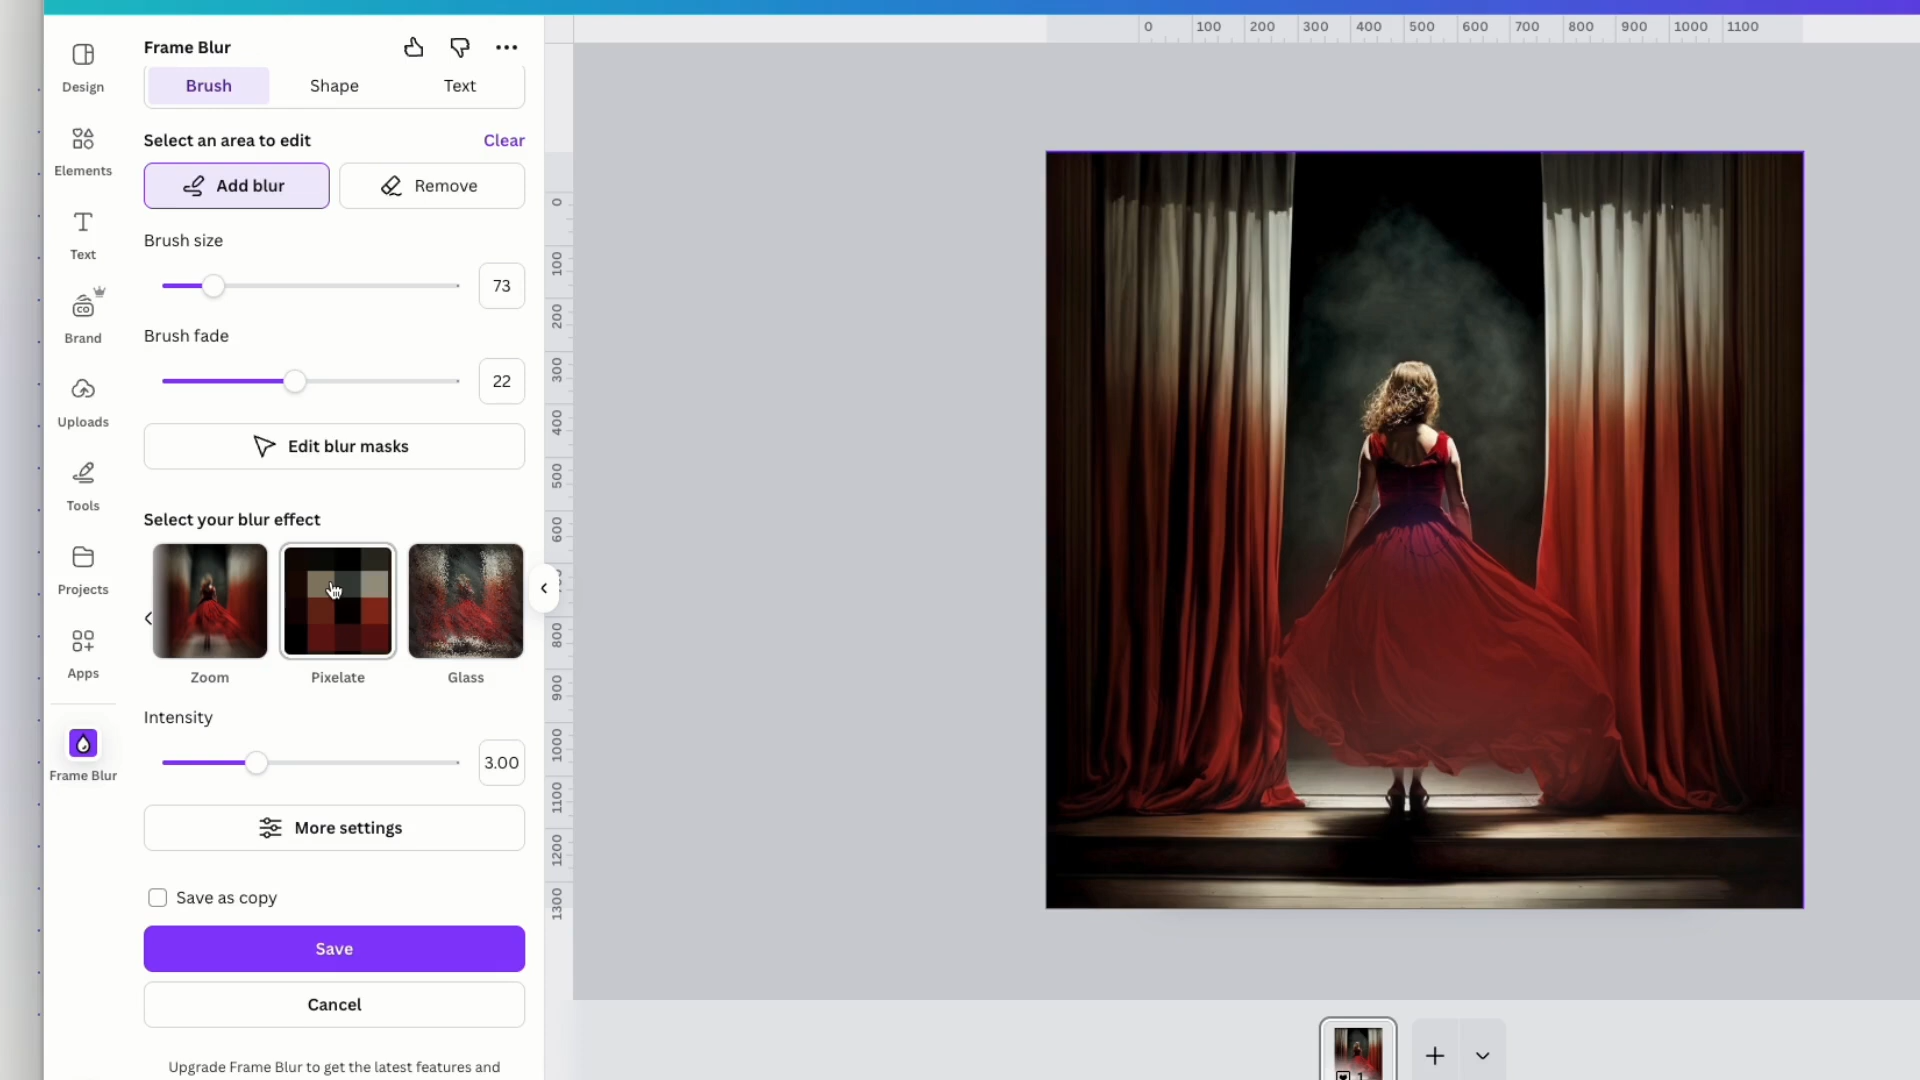 Frame Blur
Brush Shape Text
Select an area to edit Clear
Add blur Remove
Brush size
73
Brush fade
22
Edit blur masks
Select your blur effect
Zoom Pixelate Glass
Intensity
3.00
More settings
Save as copy
Save
Cancel
Upgrade Frame Blur to get the latest features and
Design
Elements
Text
CO
Brand
Uploads
Tools
Projects
Apps
Frame Blur
0 100 200 300 400 500 600 700 800 900 1000 1100
0
100
200
300
400
500
600
800
900
1000
1100
1200
1300
1